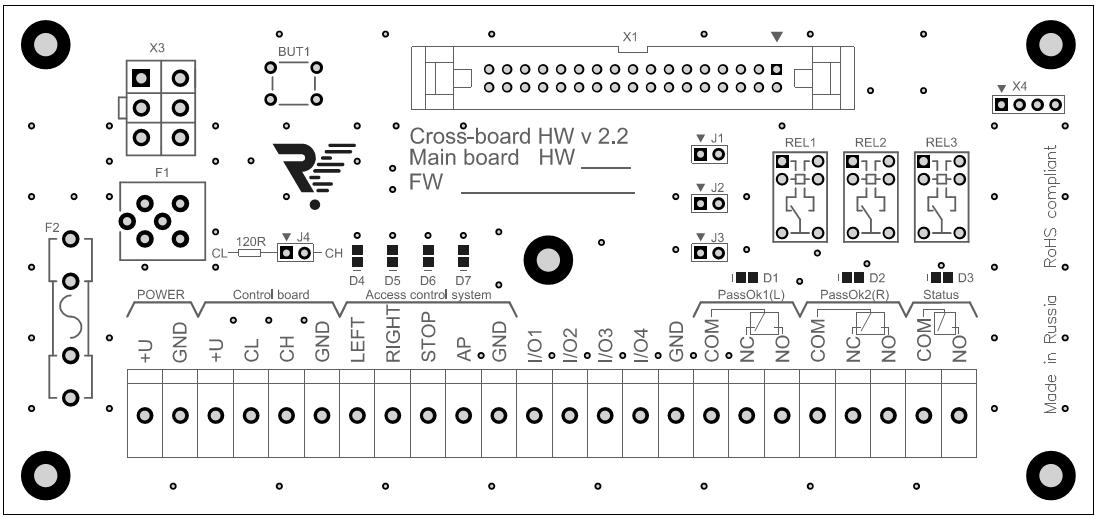 X3
BUT1
X1
X4
Cross-board HW v 2.2
Main board HW ____
FW ____________
J1
REL1
REL2
REL3
F1
J2
F2
120R
J4
CL
CH
J3
D4
D5
D6
D7
D1
D2
D3
POWER
Control board
Access control system
PassOk1(L)
PassOk2(R)
Status
+U
GND
+U
CL
CH
GND
LEFT
RIGHT
STOP
AP
GND
I/O1
I/O2
I/O3
I/O4
GND
COM
NC
NO
COM
NC
NO
COM
NO
Made in Russia RoHS compliant